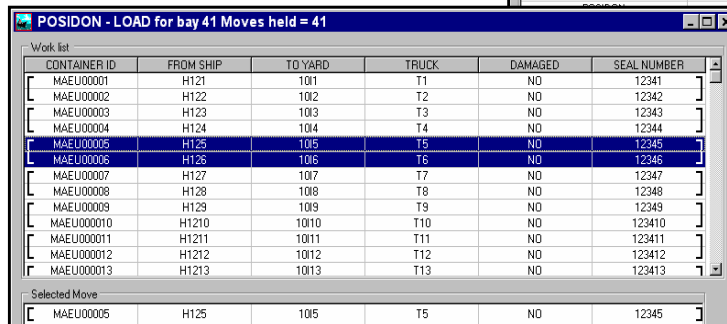 POSIDON - LOAD for bay 41 Moves held = 41
Work list
CONTAINER ID FROM SHIP TO YARD TRUCK DAMAGED SEAL NUMBER
MAEU00001 H121 10I1 T1 NO 12341
MAEU00002 H122 10I2 T2 NO 12342
MAEU00003 H123 10I3 T3 NO 12343
MAEU00004 H124 10I4 T4 NO 12344
MAEU00005 H125 10I5 T5 NO 12345
MAEU00006 H126 10I6 T6 NO 12346
MAEU00007 H127 10I7 T7 NO 12347
MAEU00008 H128 10I8 T8 NO 12348
MAEU00009 H129 10I9 T9 NO 12349
MAEU000010 H1210 10I10 T10 NO 123410
MAEU000011 H1211 10I11 T11 NO 123411
MAEU000012 H1212 10I12 T12 NO 123412
MAEU000013 H1213 10I13 T13 NO 123413
Selected Move
MAEU00005 H125 10I5 T5 NO 12345